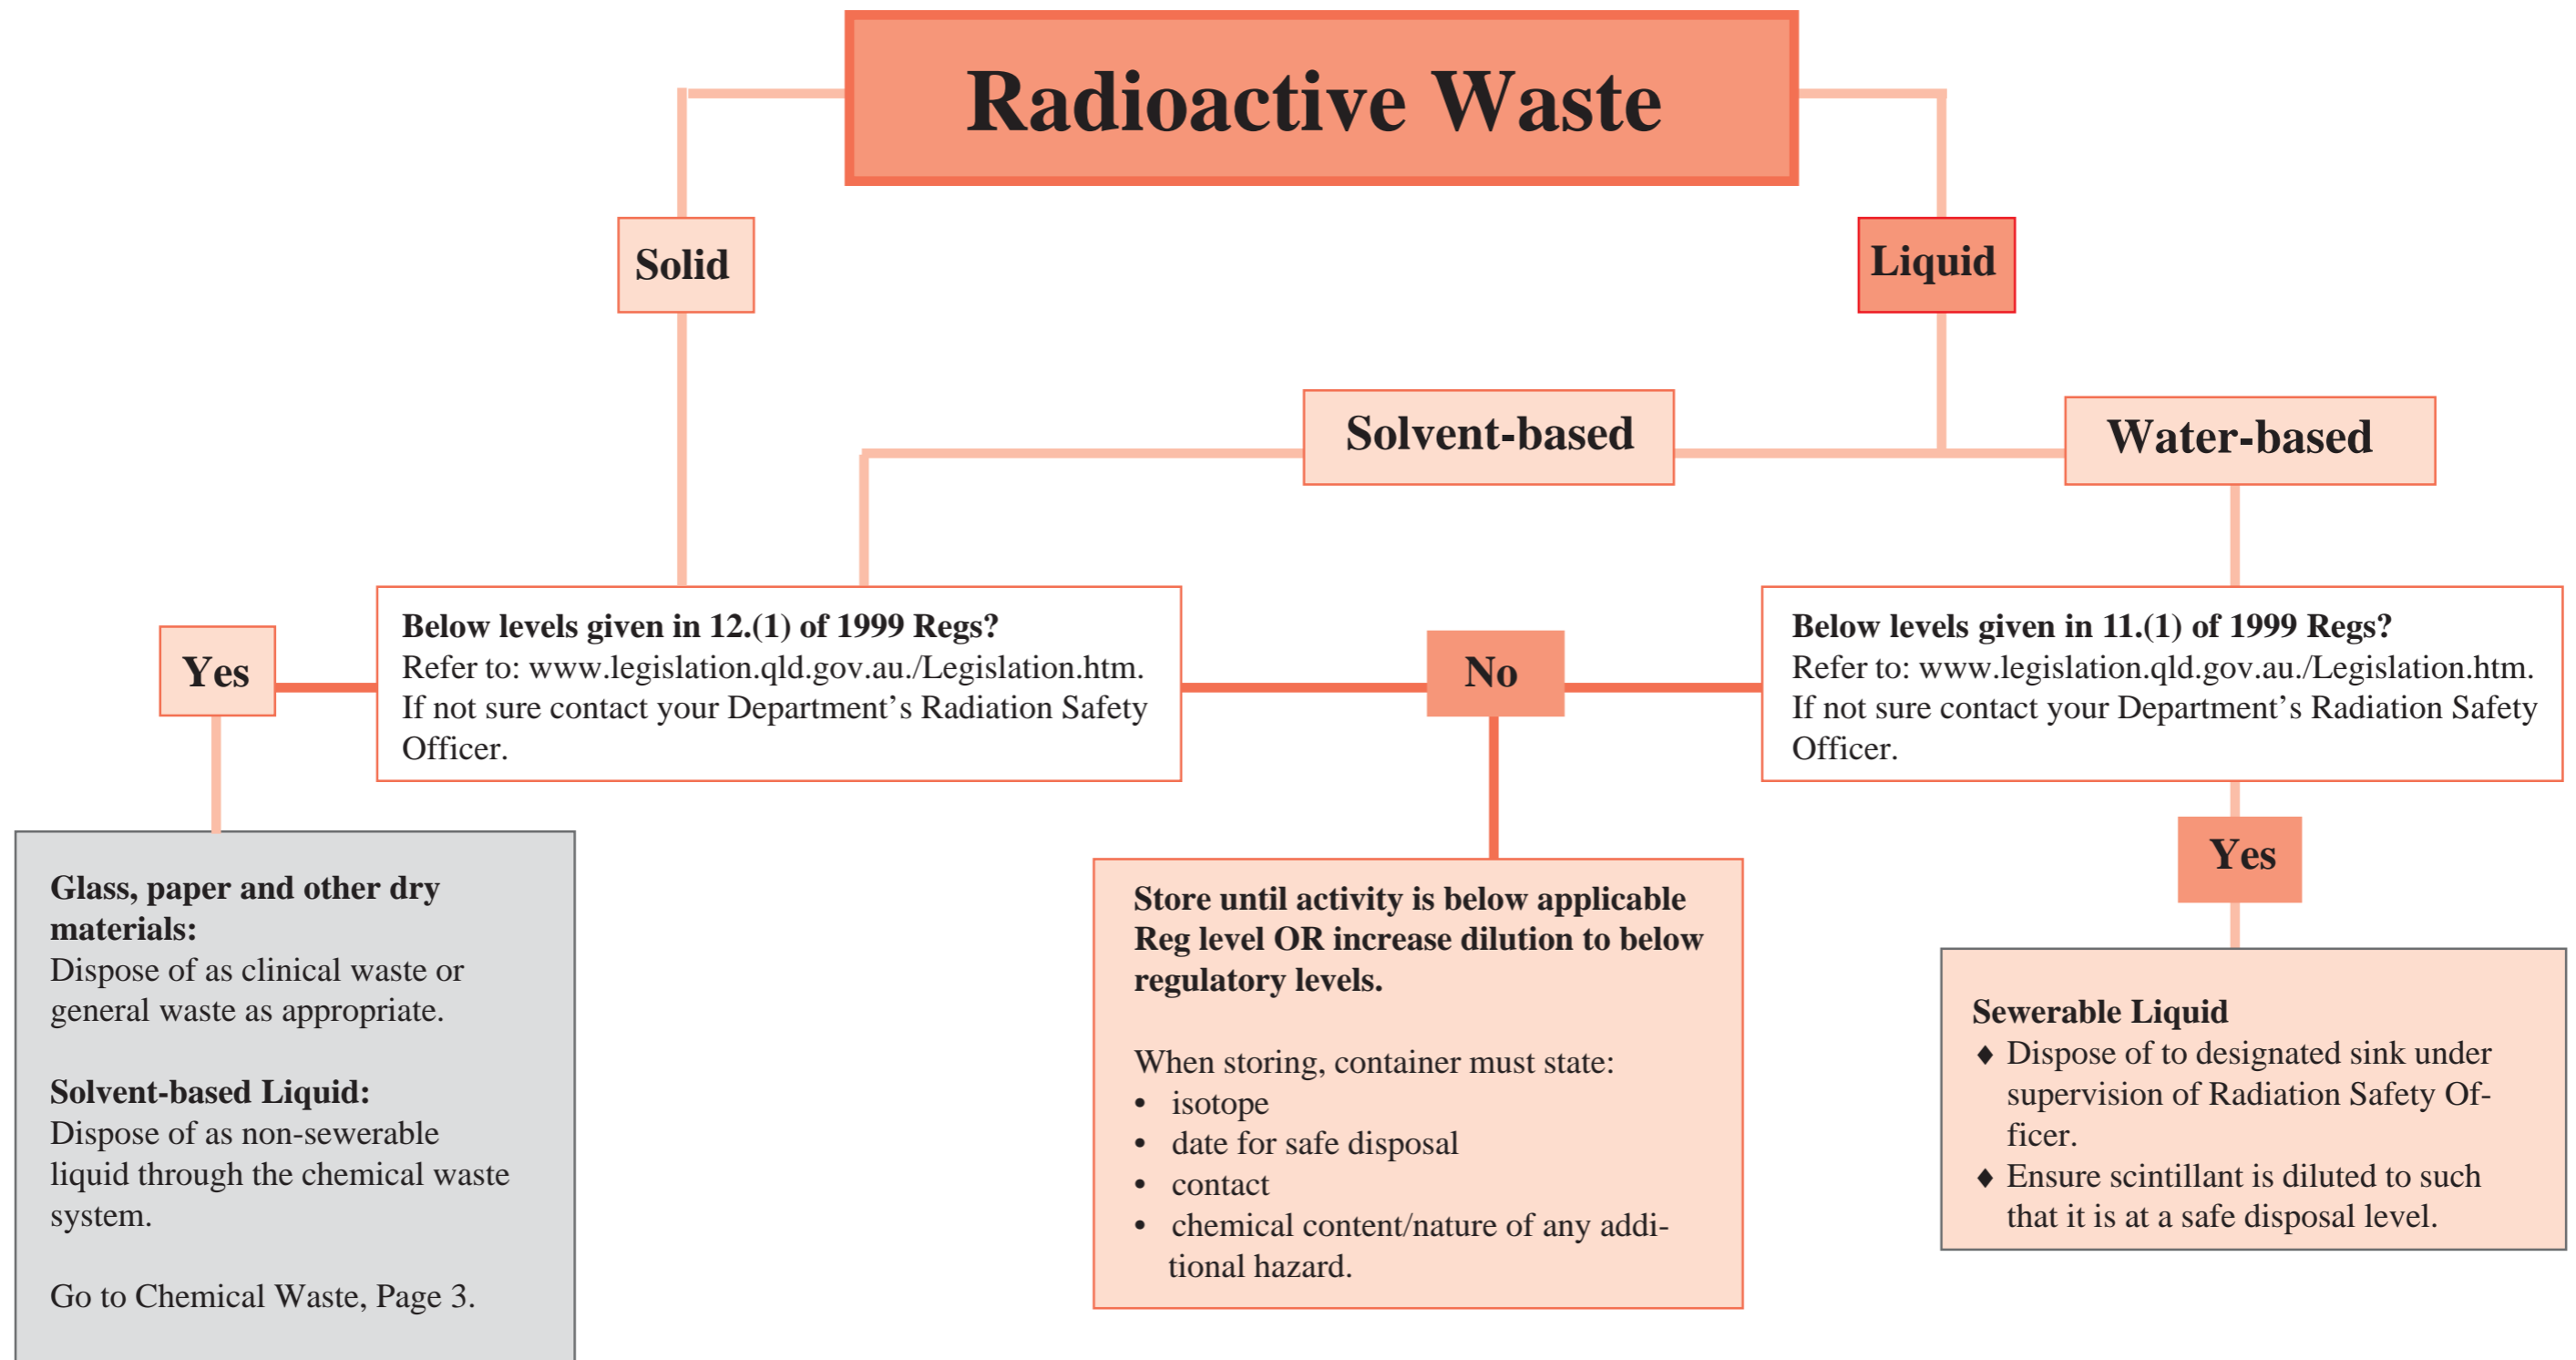 Radioactive Waste
Solid
Liquid
Solvent-based
Water-based
Yes
Below levels given in 12.(1) of 1999 Regs?
Refer to: www.legislation.qld.gov.au./Legislation.htm.
If not sure contact your Department’s Radiation Safety
Officer.
No
Below levels given in 11.(1) of 1999 Regs?
Refer to: www.legislation.qld.gov.au./Legislation.htm.
If not sure contact your Department’s Radiation Safety
Officer.
Yes
Glass, paper and other dry
materials:
Dispose of as clinical waste or
general waste as appropriate.
Solvent-based Liquid:
Dispose of as non-sewerable
liquid through the chemical waste
system.
Go to Chemical Waste, Page 3.
Store until activity is below applicable
Reg level OR increase dilution to below
regulatory levels.
When storing, container must state:
• isotope
• date for safe disposal
• contact
• chemical content/nature of any addi-
tional hazard.
Sewerable Liquid
♦ Dispose of to designated sink under
supervision of Radiation Safety Of-
ficer.
♦ Ensure scintillant is diluted to such
that it is at a safe disposal level.